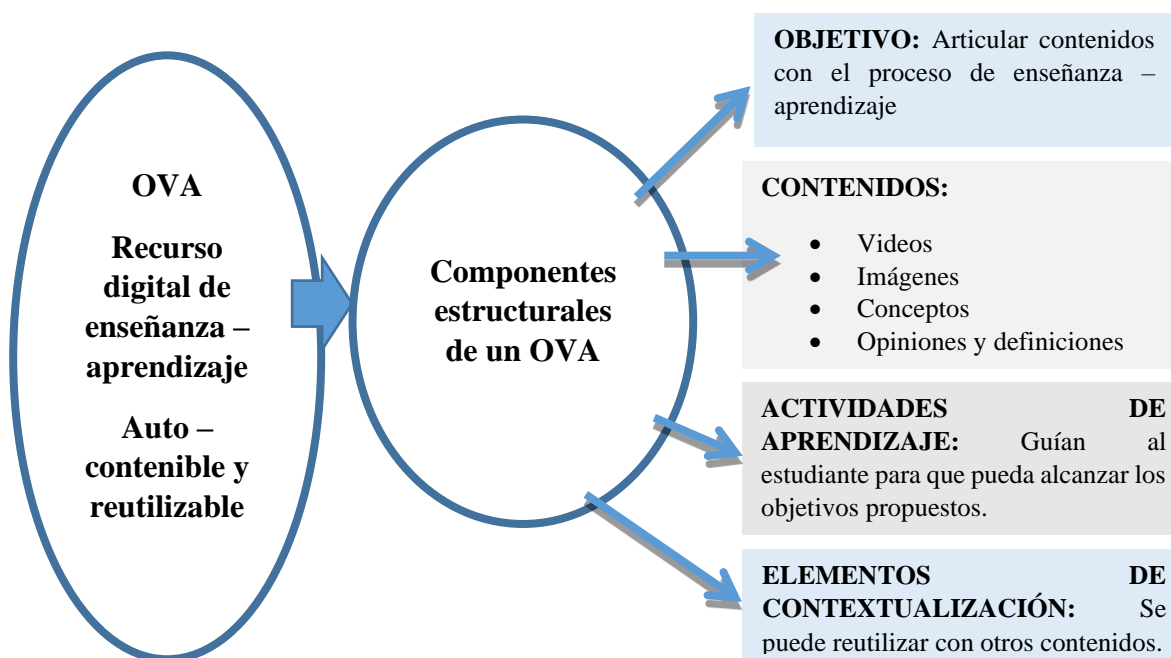 OVA
Recurso
digital de
enseñanza –
aprendizaje
Auto –
contenible y
reutilizable
Componentes
estructurales
de un OVA
OBJETIVO: Articular contenidos
con el proceso de enseñanza –
aprendizaje
CONTENIDOS:
• Videos
• Imágenes
• Conceptos
• Opiniones y definiciones
ACTIVIDADES DE
APRENDIZAJE: Guían al
estudiante para que pueda alcanzar los
objetivos propuestos.
ELEMENTOS DE
CONTEXTUALIZACIÓN: Se
puede reutilizar con otros contenidos.